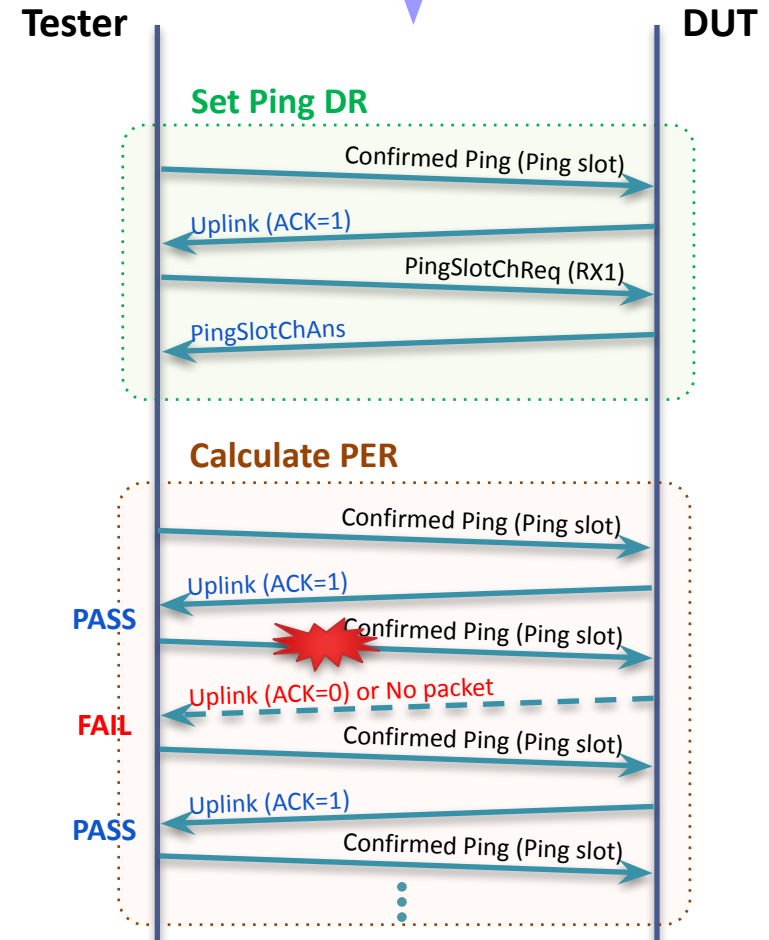 Tester
DUT
Set Ping DR
Confirmed Ping (Ping slot)
Uplink (ACK=1)
PingSlotChReq (RX1)
PingSlotChAns
Calculate PER
Confirmed Ping (Ping slot)
Uplink (ACK=1)
PASS
Confirmed Ping (Ping slot)
Uplink (ACK=0) or No packet
FAIL
Confirmed Ping (Ping slot)
Uplink (ACK=1)
PASS
Confirmed Ping (Ping slot)